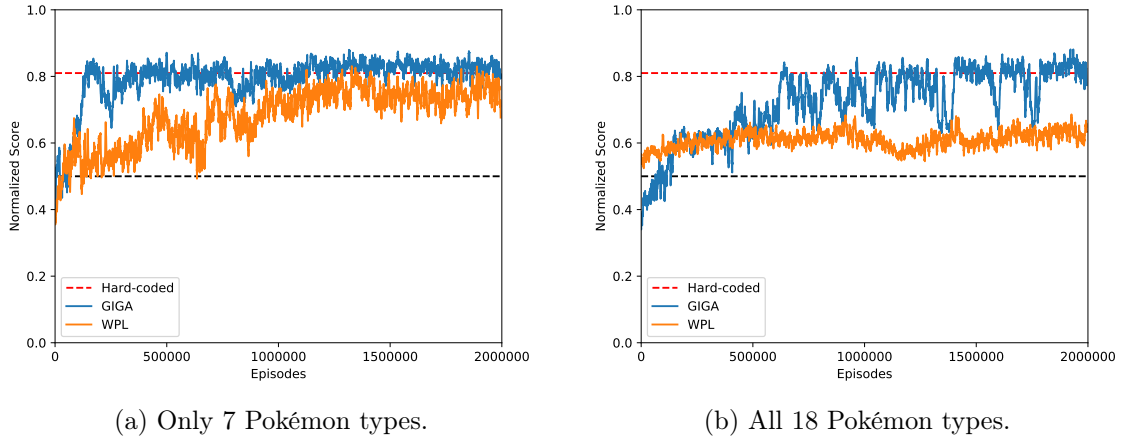 1.0
0.8
0.6
0.4
0.2
0.0
Normalized Score
Hard-coded
GIGA
WPL
0 500000 1000000 1500000 2000000
Episodes
(a) Only 7 Pokémon types.
1.0
0.8
0.6
0.4
0.2
0.0
Normalized Score
Hard-coded
GIGA
WPL
0 500000 1000000 1500000 2000000
Episodes
(b) All 18 Pokémon types.